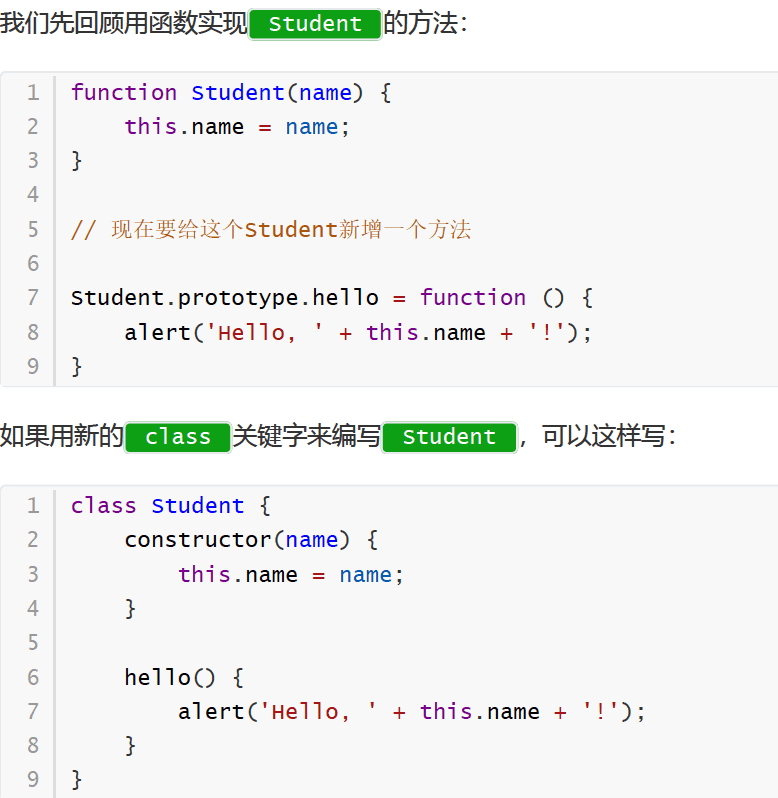 我们先回顾用函数实现 Student 的方法：
1 function Student(name) {
2     this.name = name;
3 }
4
5 // 现在要给这个Student新增一个方法
6
7 Student.prototype.hello = function () {
8     alert('Hello, ' + this.name + '!');
9 }
如果用新的 class 关键字来编写 Student ，可以这样写：
1 class Student {
2     constructor(name) {
3         this.name = name;
4     }
5
6     hello() {
7         alert('Hello, ' + this.name + '!');
8     }
9 }